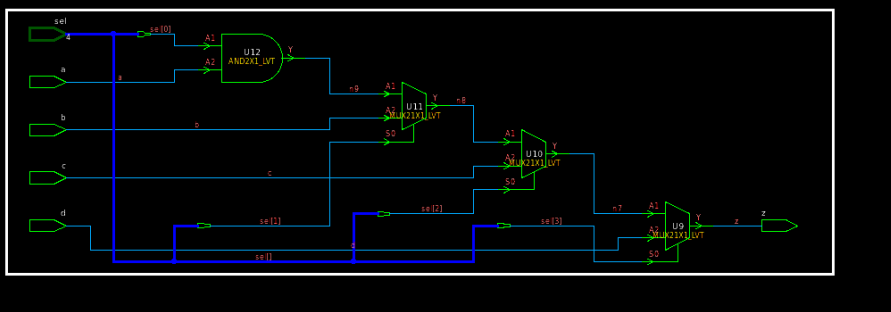 sel
4
sel[0]
A1
A2
U12
AND2X1_LVT
Y
a
a
n9
A1
A2
S0
U11
MUX21X1_LVT
Y
n8
b
b
A1
A2
S0
U10
MUX21X1_LVT
Y
c
c
sel[2]
n7
A1
A2
S0
U9
MUX21X1_LVT
Y
z
z
d
sel[1]
sel[3]
d
sel[]